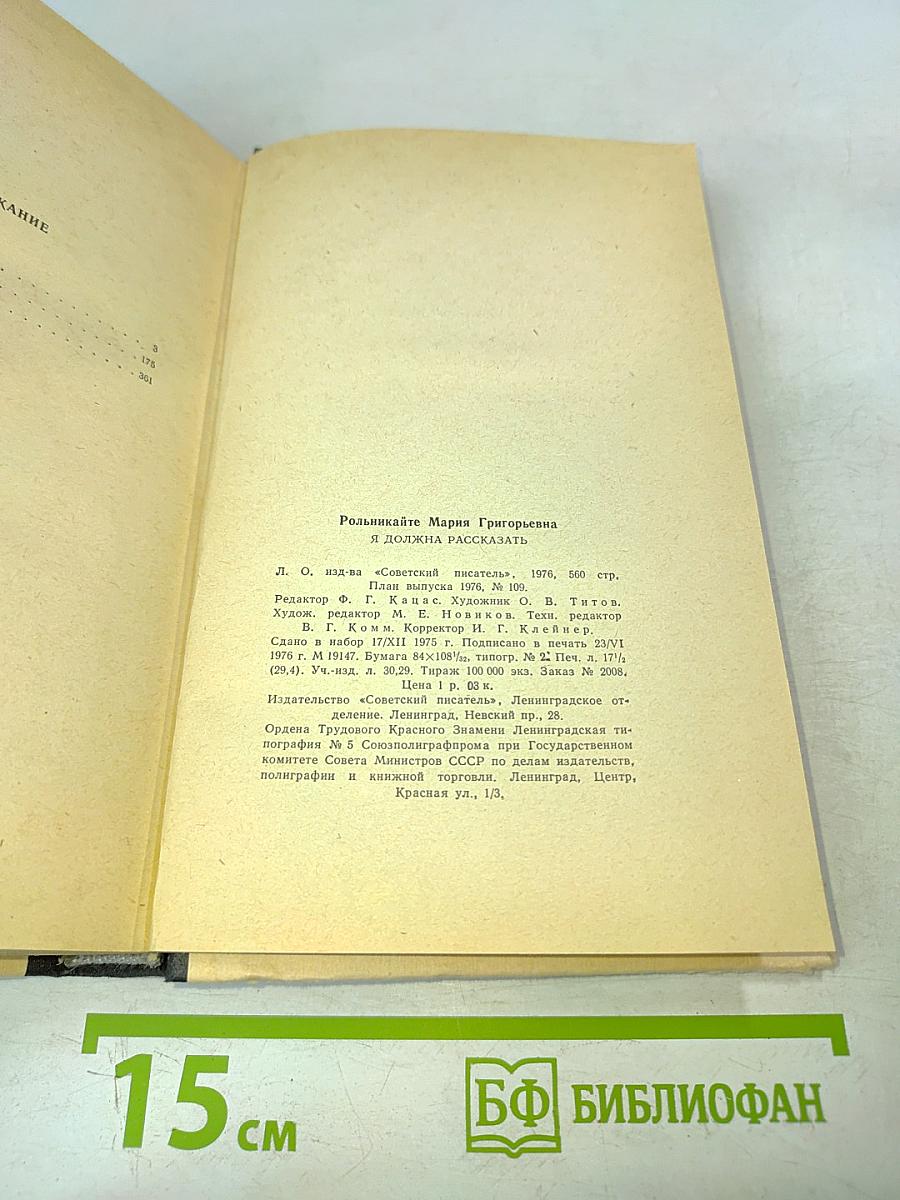 ЖАНИЕ
3
175
361
Рольникайте Мария Григорьевна
Я ДОЛЖНА РАССКАЗАТЬ
Л. О. изд-ва «Советский писатель», 1976, 560 стр.
План выпуска 1976, № 109.
Редактор Ф. Г. Кацас. Художник О. В. Титов.
Худож. редактор М. Е. Новиков. Техн. редактор
В. Г. Комм. Корректор И. Г. Клейнер.
Сдано в набор 17/XII 1975 г. Подписано в печать 23/VI
1976 г. М 19147. Бумага 84×108¹/₃₂, типогр. № 2. Печ. л. 17¹/₂
(29,4). Уч.-изд. л. 30,29. Тираж 100 000 экз. Заказ № 2008.
Цена 1 р. 03 к.
Издательство «Советский писатель», Ленинградское от-
деление. Ленинград, Невский пр., 28.
Ордена Трудового Красного Знамени Ленинградская ти-
пография № 5 Союзполиграфпрома при Государственном
комитете Совета Министров СССР по делам издательств,
полиграфии и книжной торговли. Ленинград, Центр,
Красная ул., 1/3.
15 см
БФ БИБЛИОФАН